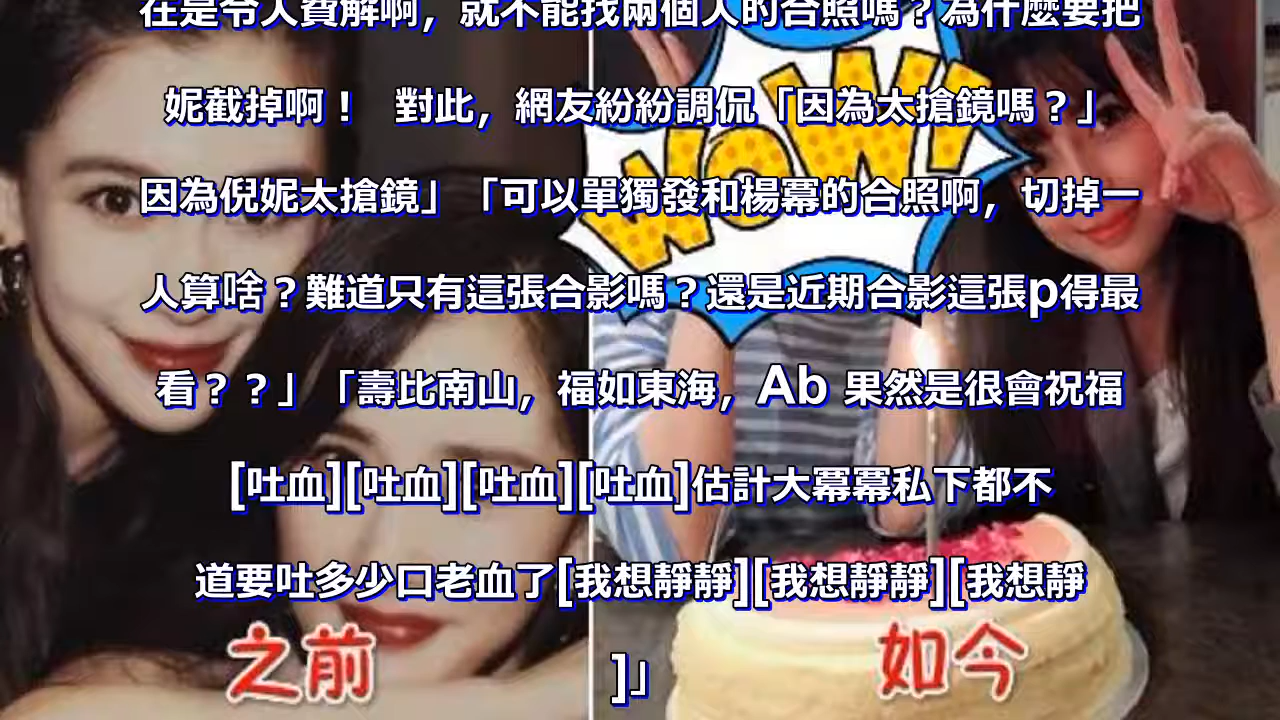 在是令人費解啊，就不能找兩個人的合照嗎？為什麼要把
妮截掉啊！ 對此，網友紛紛調侃「因為太搶鏡嗎？」
因為倪妮太搶鏡」「可以單獨發和楊冪的合照啊，切掉一
人算啥？難道只有這張合影嗎？還是近期合影這張p得最
看？？」「壽比南山，福如東海，Ab 果然是很會祝福
[吐血][吐血][吐血][吐血]估計大冪冪私下都不
道要吐多少口老血了[我想靜靜][我想靜靜][我想靜
]」
WOW!
之前
如今